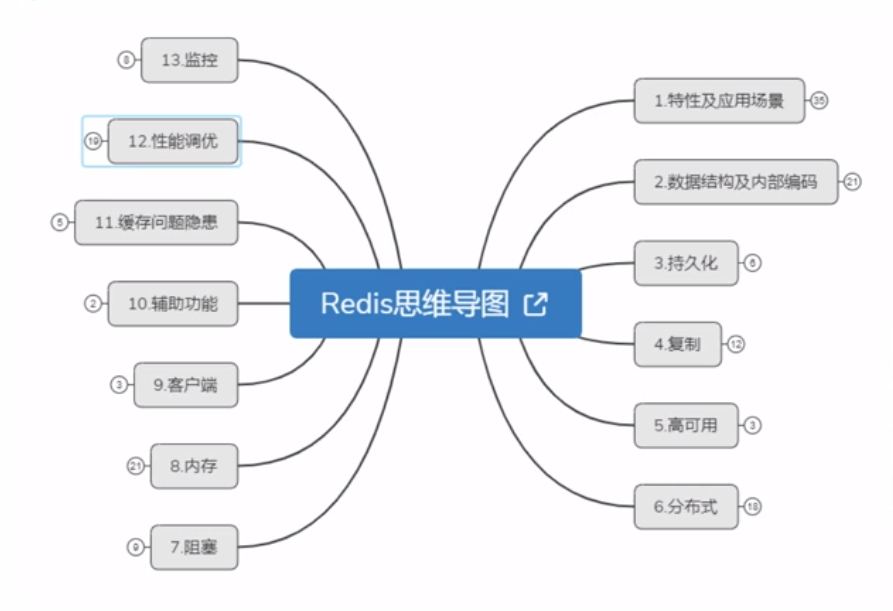 Redis思维导图
1.特性及应用场景 35
2.数据结构及内部编码 21
3.持久化 6
4.复制 12
5.高可用 3
6.分布式 18
9 7.阻塞
21 8.内存
3 9.客户端
2 10.辅助功能
5 11.缓存问题隐患
19 12.性能调优
8 13.监控